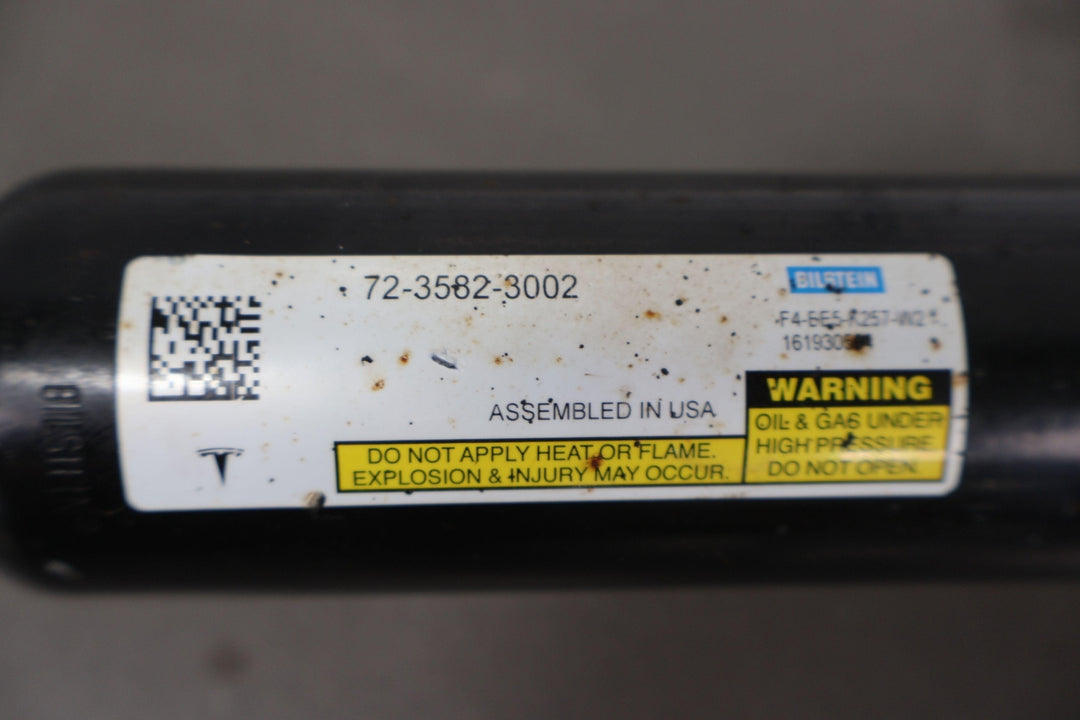 72-3582-3002
BILSTEIN
ASSEMBLED IN USA
DO NOT APPLY HEAT OR FLAME.
EXPLOSION & INJURY MAY OCCUR.
WARNING
OIL & GAS UNDER
HIGH PRESSURE
DO NOT OPEN.
BILSTEIN